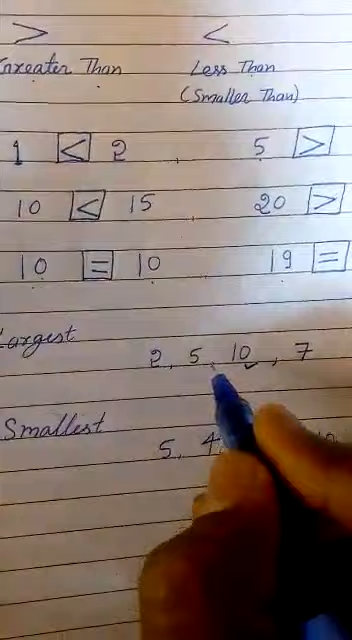 > <
Greater Than Less Than
(Smaller Than)
1 < 2 , 5 >
10 < 15 , 20 >
10 = 10 . 19 =
Largest 2, 5, 10, 7
Smallest 5, 4